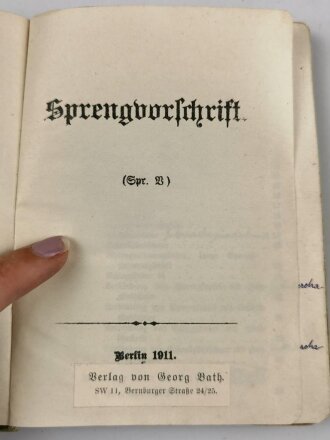 Sprengvorschrift.
(Spr. V)
Berlin 1911.
Verlag von Georg Bath.
SW 11, Bernburger Straße 24/25.